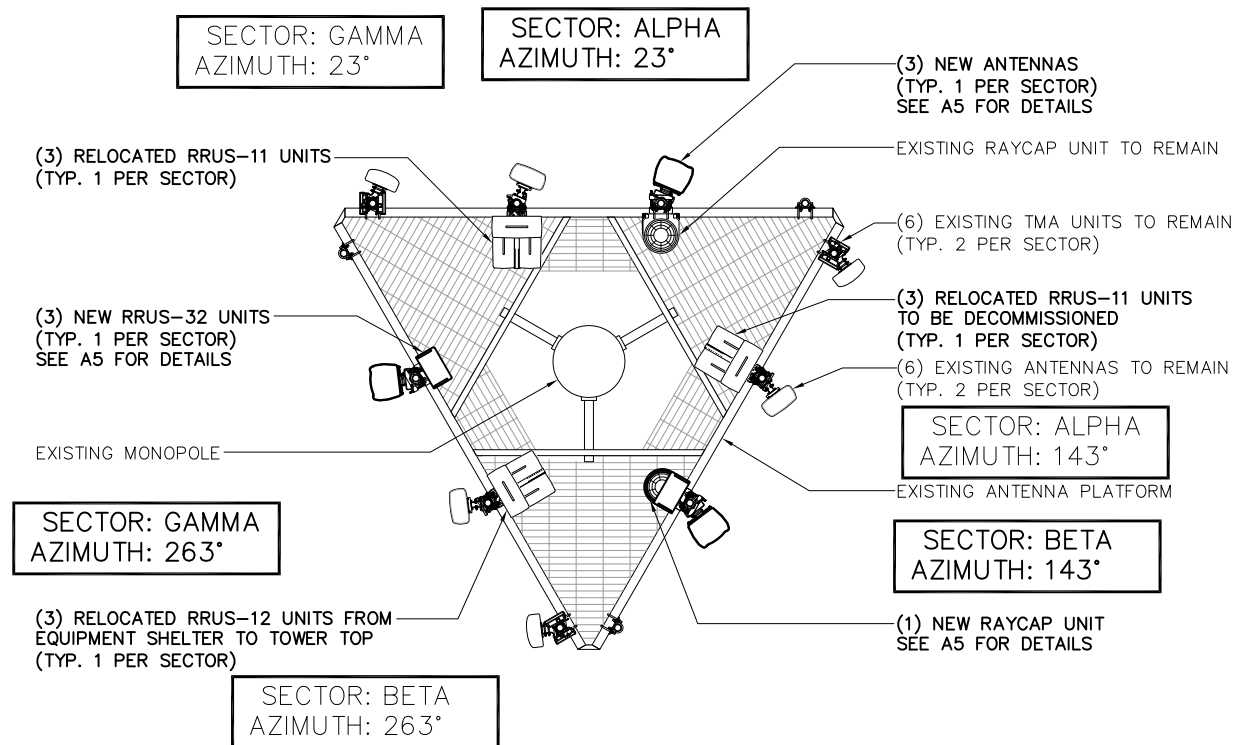 SECTOR: GAMMA
AZIMUTH: 23°
SECTOR: ALPHA
AZIMUTH: 23°
(3) NEW ANTENNAS
(TYP. 1 PER SECTOR)
SEE A5 FOR DETAILS
(3) RELOCATED RRUS-11 UNITS
(TYP. 1 PER SECTOR)
EXISTING RAYCAP UNIT TO REMAIN
(6) EXISTING TMA UNITS TO REMAIN
(TYP. 2 PER SECTOR)
(3) NEW RRUS-32 UNITS
(TYP. 1 PER SECTOR)
SEE A5 FOR DETAILS
(3) RELOCATED RRUS-11 UNITS
TO BE DECOMMISSIONED
(TYP. 1 PER SECTOR)
(6) EXISTING ANTENNAS TO REMAIN
(TYP. 2 PER SECTOR)
SECTOR: ALPHA
AZIMUTH: 143°
EXISTING MONOPOLE
EXISTING ANTENNA PLATFORM
SECTOR: GAMMA
AZIMUTH: 263°
SECTOR: BETA
AZIMUTH: 143°
(3) RELOCATED RRUS-12 UNITS FROM
EQUIPMENT SHELTER TO TOWER TOP
(TYP. 1 PER SECTOR)
(1) NEW RAYCAP UNIT
SEE A5 FOR DETAILS
SECTOR: BETA
AZIMUTH: 263°